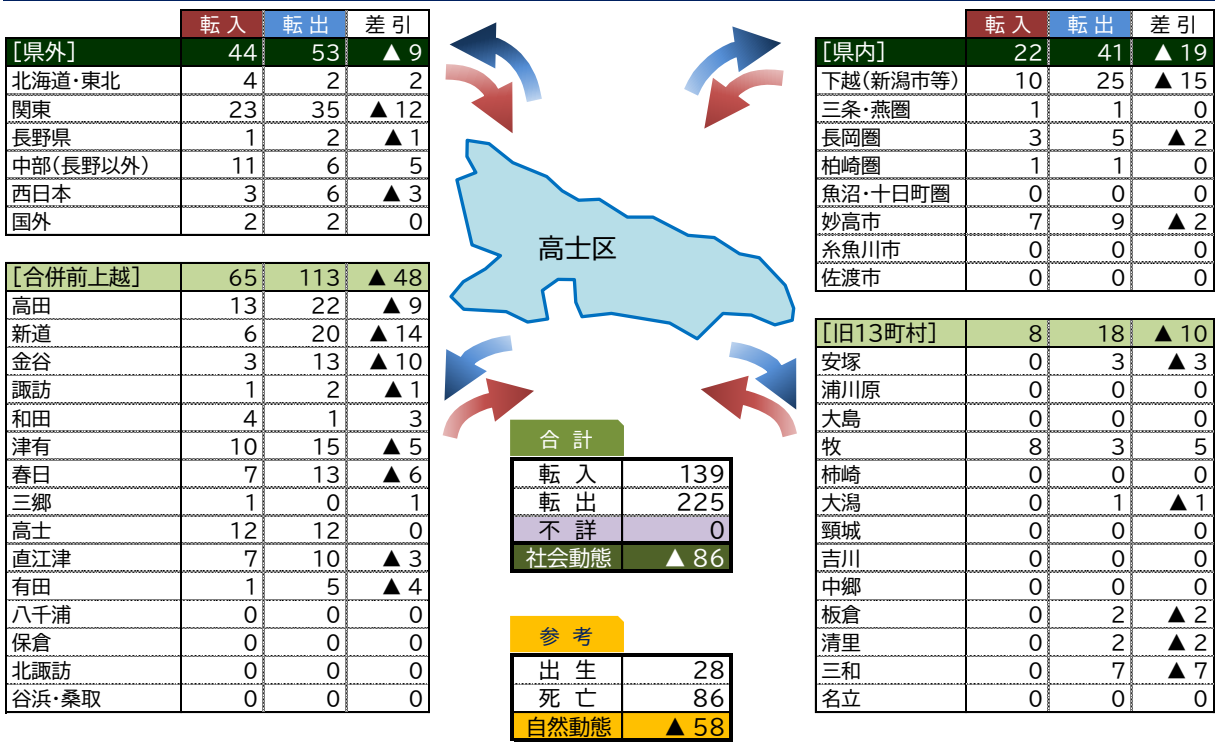 転入 転出 差引
[県外] 44 53 ▲ 9
北海道・東北 4 2 2
関東 23 35 ▲ 12
長野県 1 2 ▲ 1
中部(長野以外) 11 6 5
西日本 3 6 ▲ 3
国外 2 2 0
[合併前上越] 65 113 ▲ 48
高田 13 22 ▲ 9
新道 6 20 ▲ 14
金谷 3 13 ▲ 10
諏訪 1 2 ▲ 1
和田 4 1 3
津有 10 15 ▲ 5
春日 7 13 ▲ 6
三郷 1 0 1
高士 12 12 0
直江津 7 10 ▲ 3
有田 1 5 ▲ 4
八千浦 0 0 0
保倉 0 0 0
北諏訪 0 0 0
谷浜・桑取 0 0 0
高士区
合計
転入 139
転出 225
不詳 0
社会動態 ▲ 86
参考
出生 28
死亡 86
自然動態 ▲ 58
転入 転出 差引
[県内] 22 41 ▲ 19
下越(新潟市等) 10 25 ▲ 15
三条・燕圏 1 1 0
長岡圏 3 5 ▲ 2
柏崎圏 1 1 0
魚沼・十日町圏 0 0 0
妙高市 7 9 ▲ 2
糸魚川市 0 0 0
佐渡市 0 0 0
[旧13町村] 8 18 ▲ 10
安塚 0 3 ▲ 3
浦川原 0 0 0
大島 0 0 0
牧 8 3 5
柿崎 0 0 0
大潟 0 1 ▲ 1
頸城 0 0 0
吉川 0 0 0
中郷 0 0 0
板倉 0 2 ▲ 2
清里 0 2 ▲ 2
三和 0 7 ▲ 7
名立 0 0 0